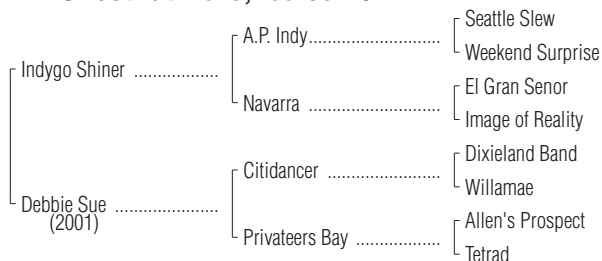 Seattle Slew
A.P. Indy
Weekend Surprise
Indygo Shiner
El Gran Senor
Navarra
Image of Reality
Dixieland Band
Citidancer
Willamae
Debbie Sue
(2001)
Allen's Prospect
Privateers Bay
Tetrad